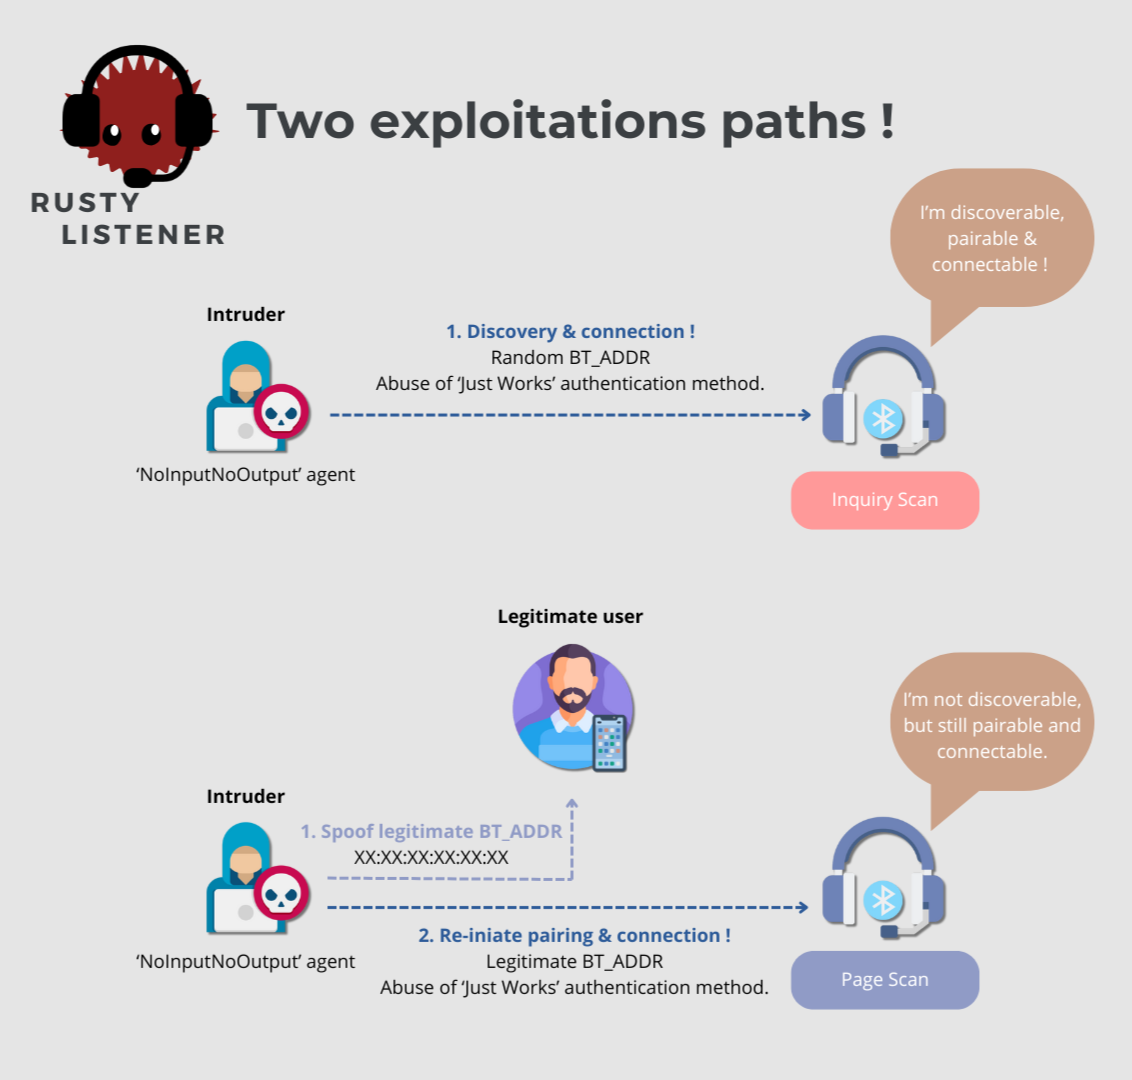 Two exploitations paths !
RUSTY
LISTENER
I'm discoverable,
pairable &
connectable !
Intruder
1. Discovery & connection !
Random BT_ADDR
Abuse of ‘Just Works’ authentication method.
‘NoInputNoOutput’ agent
Inquiry Scan
Legitimate user
I'm not discoverable,
but still pairable and
connectable.
Intruder
1. Spoof legitimate BT_ADDR
XX:XX:XX:XX:XX:XX
2. Re-iniate pairing & connection !
‘NoInputNoOutput’ agent
Legitimate BT_ADDR
Abuse of ‘Just Works’ authentication method.
Page Scan